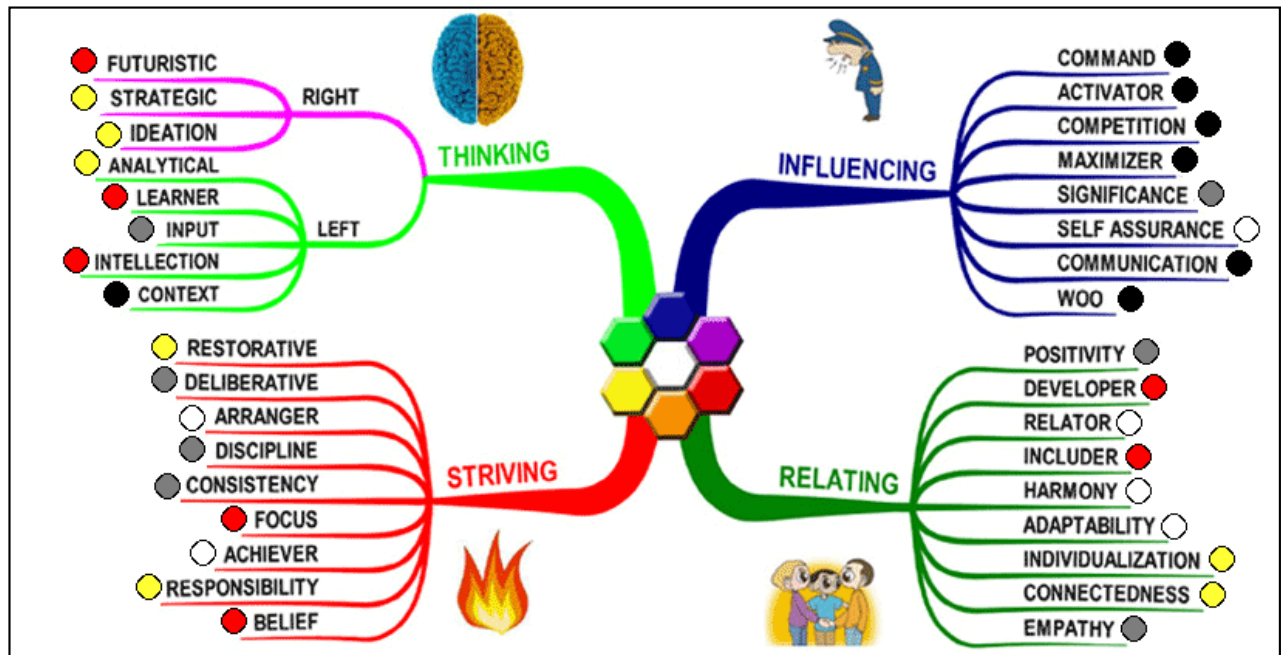 FUTURISTIC
STRATEGIC
IDEATION
RIGHT
ANALYTICAL
LEARNER
INPUT
INTELLECTION
CONTEXT
LEFT
THINKING
INFLUENCING
COMMAND
ACTIVATOR
COMPETITION
MAXIMIZER
SIGNIFICANCE
SELF ASSURANCE
COMMUNICATION
WOO
RESTORATIVE
DELIBERATIVE
ARRANGER
DISCIPLINE
CONSISTENCY
FOCUS
ACHIEVER
RESPONSIBILITY
BELIEF
STRIVING
RELATING
POSITIVITY
DEVELOPER
RELATOR
INCLUDER
HARMONY
ADAPTABILITY
INDIVIDUALIZATION
CONNECTEDNESS
EMPATHY